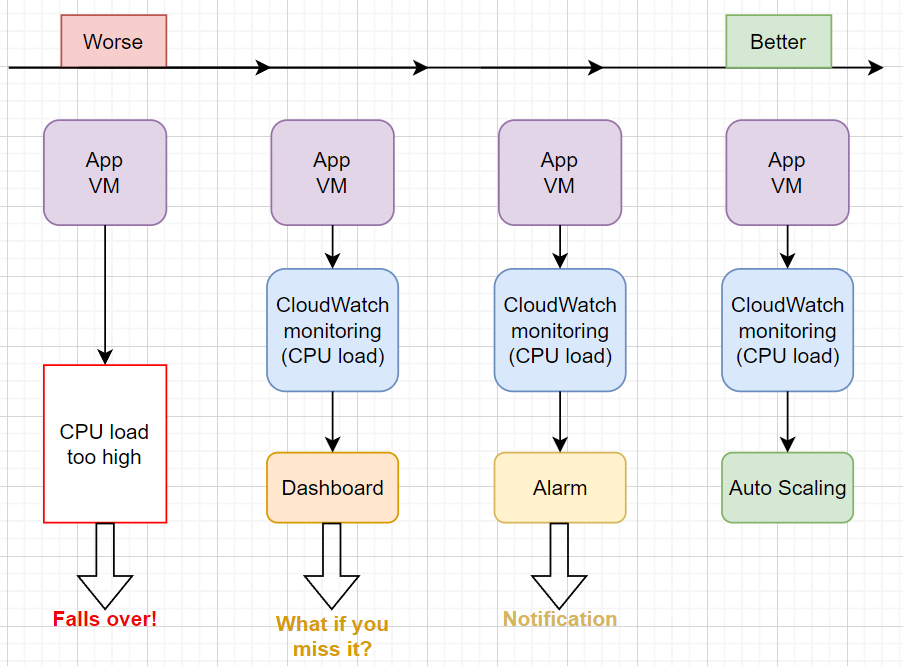 Worse
Better
App
VM
App
VM
App
VM
App
VM
CloudWatch
monitoring
(CPU load)
CloudWatch
monitoring
(CPU load)
CloudWatch
monitoring
(CPU load)
CPU load
too high
Dashboard
Alarm
Auto Scaling
Falls over!
What if you
miss it?
Notification